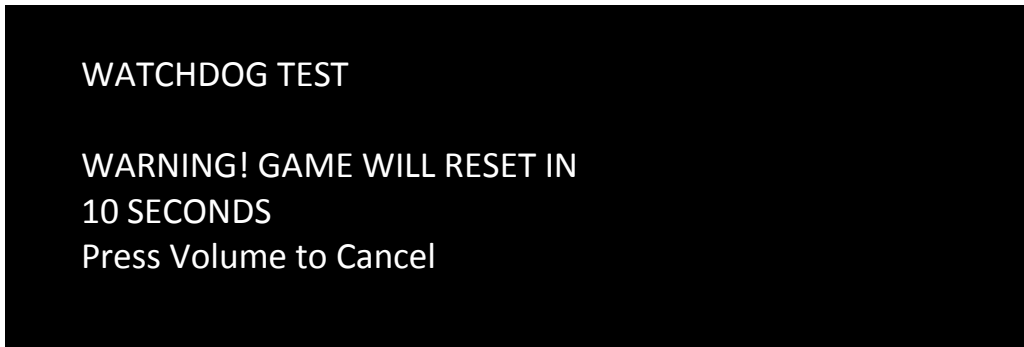 WATCHDOG TEST
WARNING! GAME WILL RESET IN
10 SECONDS
Press Volume to Cancel